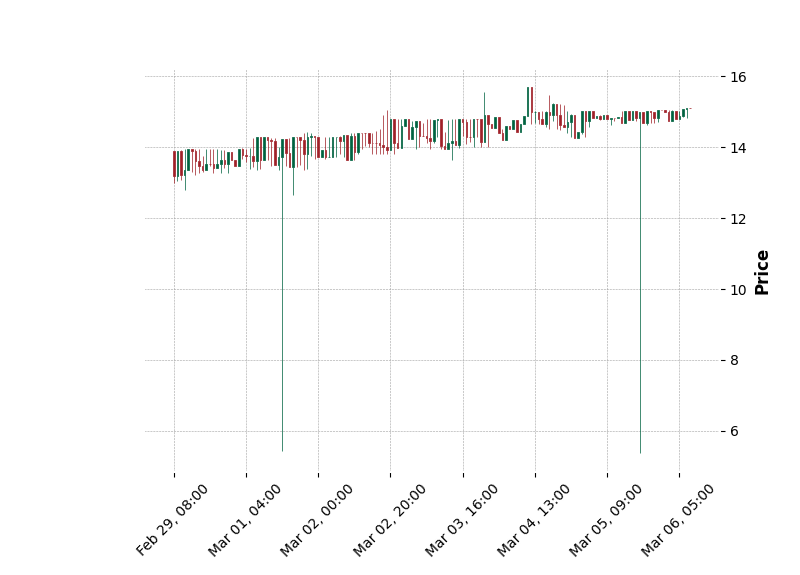 16
14
12
10
8
6
Price
Feb 29, 08:00
Mar 01, 04:00
Mar 02, 00:00
Mar 02, 20:00
Mar 03, 16:00
Mar 04, 13:00
Mar 05, 09:00
Mar 06, 05:00